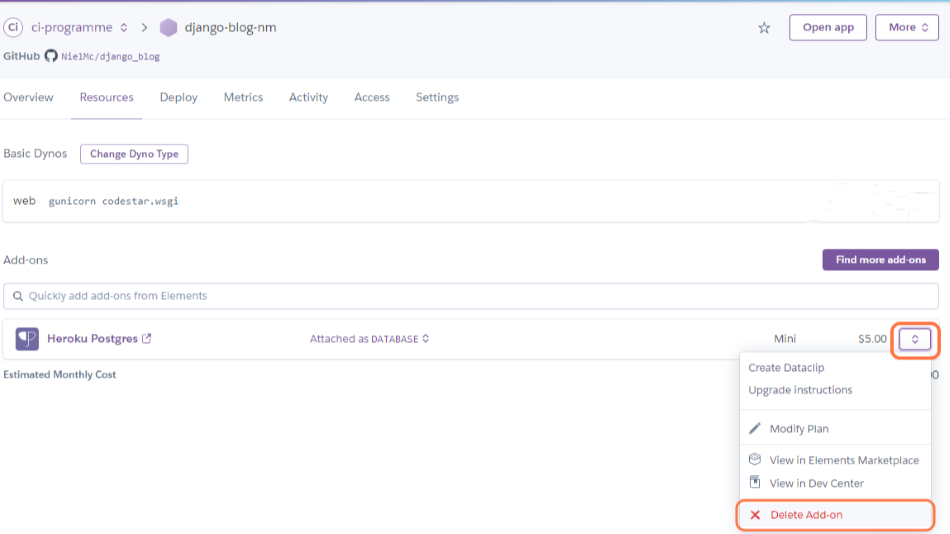 Ci ci-programme > django-blog-nm Open app More
GitHub NielMc/django_blog
Overview Resources Deploy Metrics Activity Access Settings
Basic Dynos Change Dyno Type
web gunicorn codestar.wsgi
Add-ons Find more add-ons
Quickly add add-ons from Elements
Heroku Postgres Attached as DATABASE Mini $5.00
Estimated Monthly Cost
Create Dataclip
Upgrade instructions
Modify Plan
View in Elements Marketplace
View in Dev Center
Delete Add-on